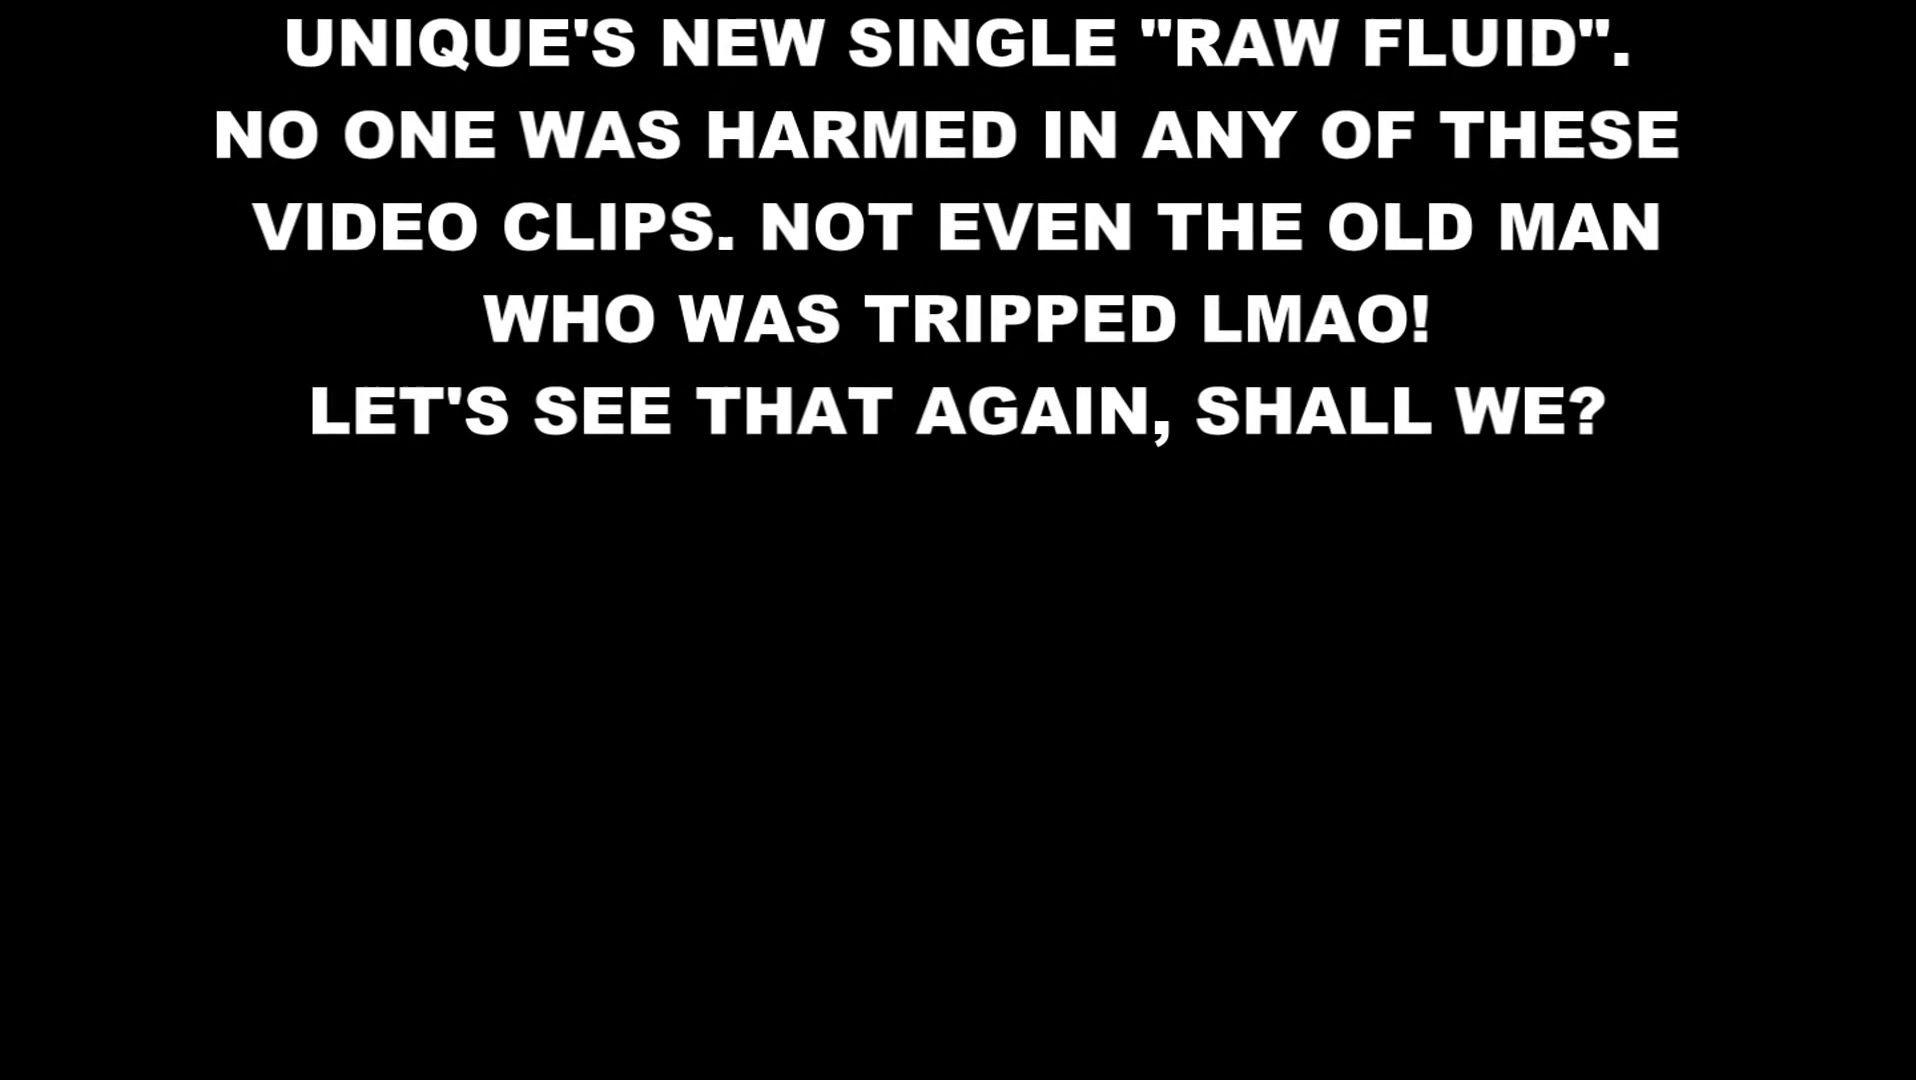 UNIQUE'S NEW SINGLE "RAW FLUID".
NO ONE WAS HARMED IN ANY OF THESE
VIDEO CLIPS. NOT EVEN THE OLD MAN
WHO WAS TRIPPED LMAO!
LET'S SEE THAT AGAIN, SHALL WE?